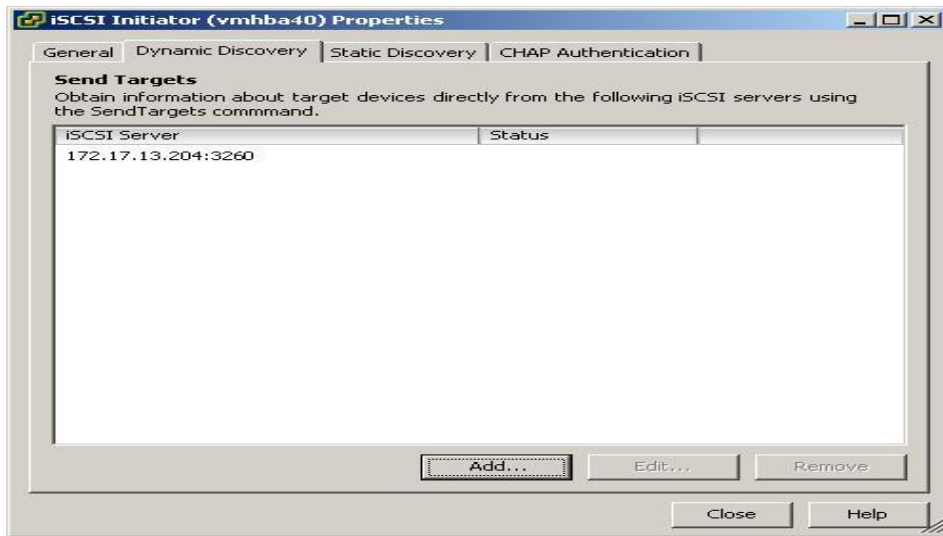 iSCSI Initiator (vmhba40) Properties
General Dynamic Discovery Static Discovery CHAP Authentication
Send Targets
Obtain information about target devices directly from the following iSCSI servers using
the SendTargets commmand.
iSCSI Server Status
172.17.13.204:3260
Add... Edit... Remove
Close Help